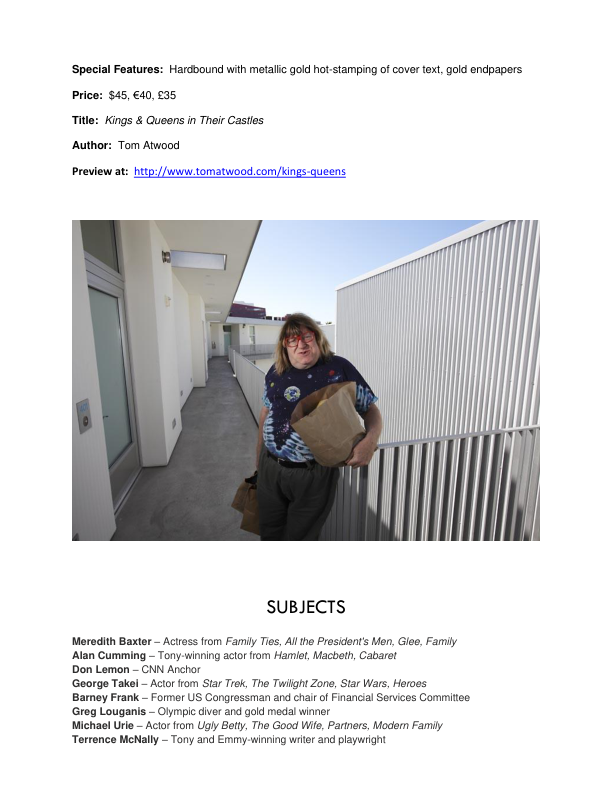 Special Features:  Hardbound with metallic gold hot-stamping of cover text, gold endpapers
Price:  $45, €40, £35
Title:  Kings & Queens in Their Castles
Author:  Tom Atwood
Preview at:  http://www.tomatwood.com/kings-queens
SUBJECTS
Meredith Baxter – Actress from Family Ties, All the President's Men, Glee, Family
Alan Cumming – Tony-winning actor from Hamlet, Macbeth, Cabaret
Don Lemon – CNN Anchor
George Takei – Actor from Star Trek, The Twilight Zone, Star Wars, Heroes
Barney Frank – Former US Congressman and chair of Financial Services Committee
Greg Louganis – Olympic diver and gold medal winner
Michael Urie – Actor from Ugly Betty, The Good Wife, Partners, Modern Family
Terrence McNally – Tony and Emmy-winning writer and playwright